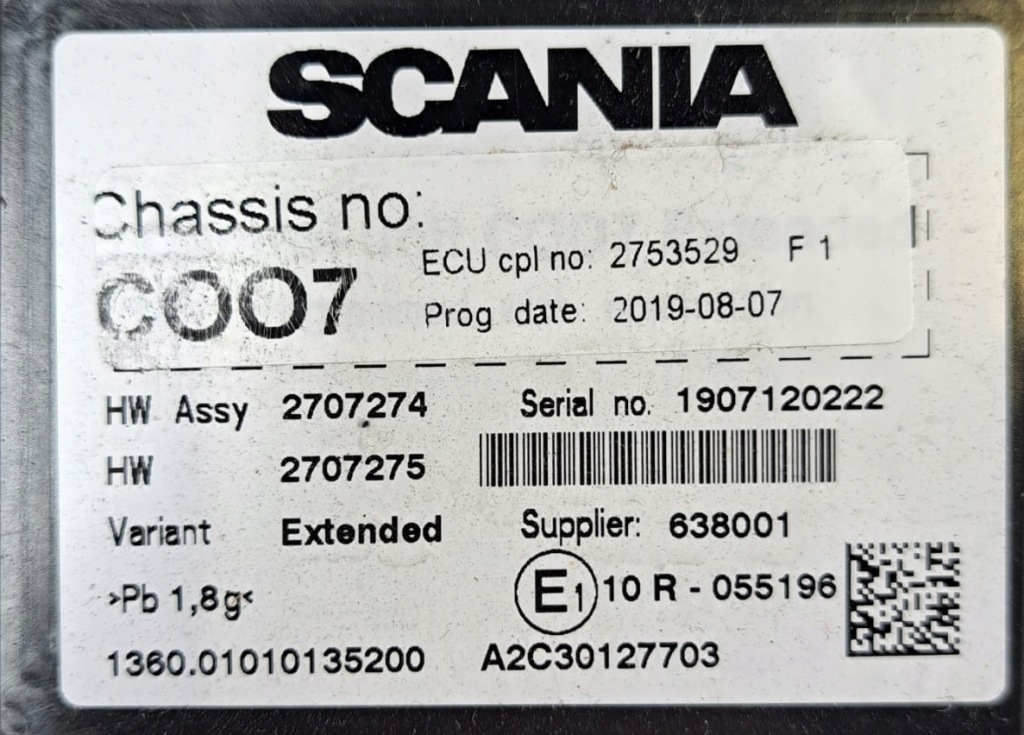 SCANIA
Chassis no:
COO7
ECU cpl no: 2753529 F 1
Prog date: 2019-08-07
HW Assy 2707274 Serial no. 1907120222
HW 2707275
Variant Extended Supplier: 638001
>Pb 1,8g< E1 10 R - 055196
1360.01010135200 A2C30127703